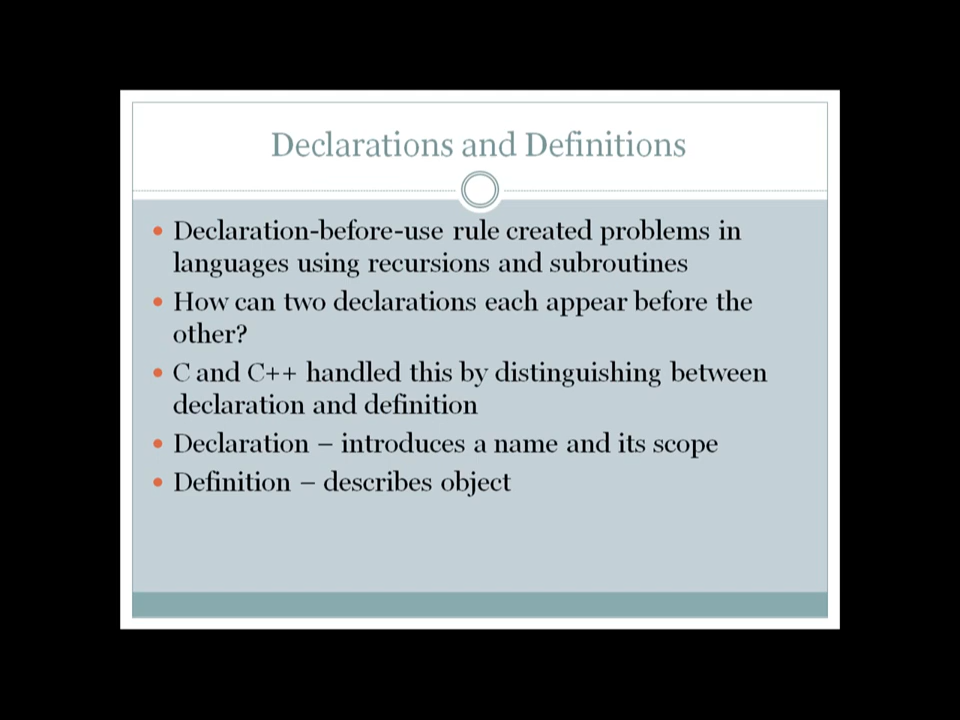 Declarations and Definitions
• Declaration-before-use rule created problems in
languages using recursions and subroutines
• How can two declarations each appear before the
other?
• C and C++ handled this by distinguishing between
declaration and definition
• Declaration – introduces a name and its scope
• Definition – describes object